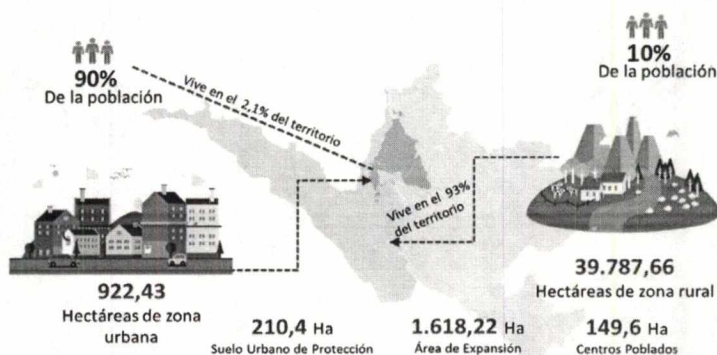 90%
De la población
10%
De la población
Vive en el 2,1% del territorio
Vive en el 93%
del territorio
922,43
Hectáreas de zona
urbana
39.787,66
Hectáreas de zona rural
210,4 Ha
Suelo Urbano de Protección
1.618,22 Ha
Área de Expansión
149,6 Ha
Centros Poblados